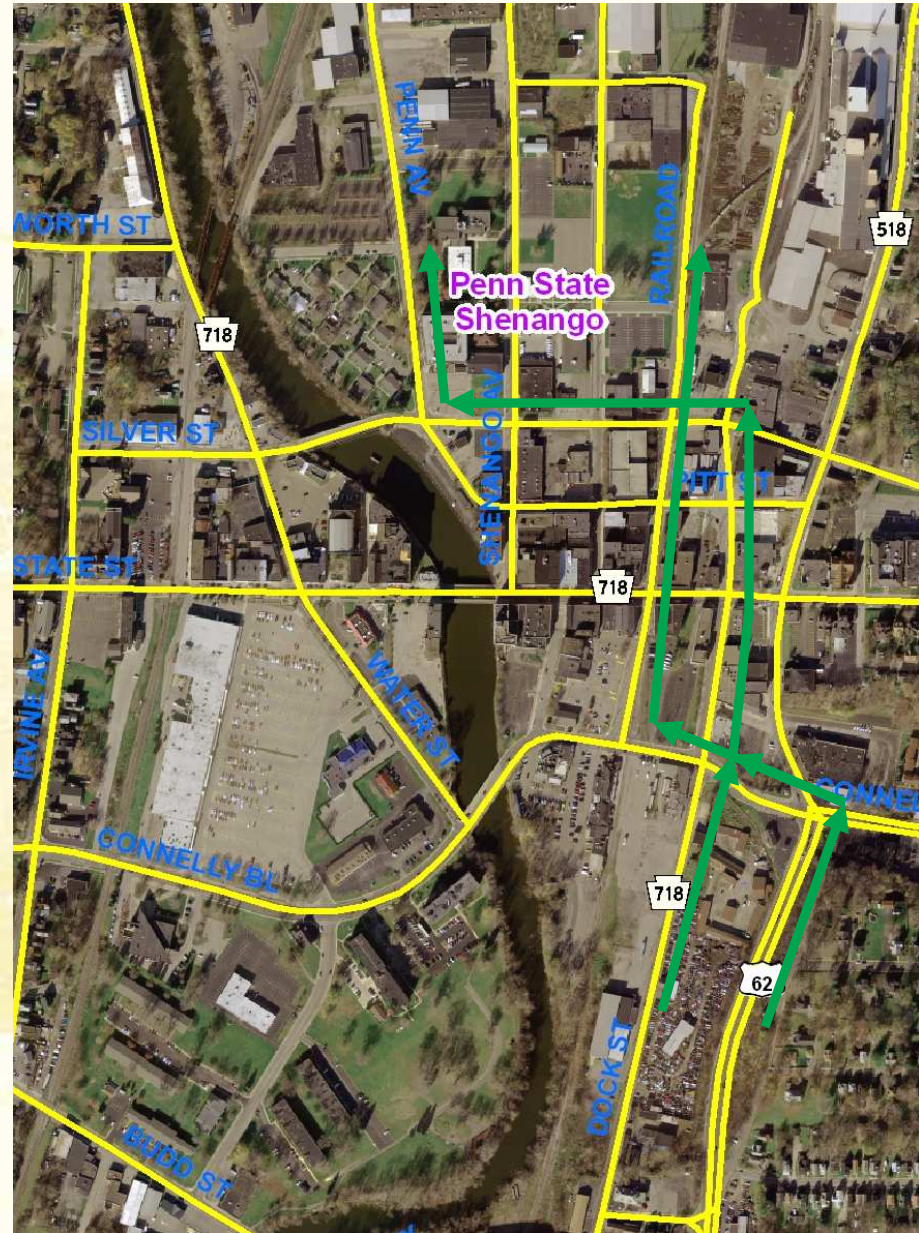 PENN AV
WORTH ST
718
518
RAILROAD
Penn State
Shenango
SILVER ST
SHENANGO AV
PITT ST
STATE ST
718
IRVINE AV
WATER ST
CONNELLY BL
718
62
DOCK ST
BUDD ST